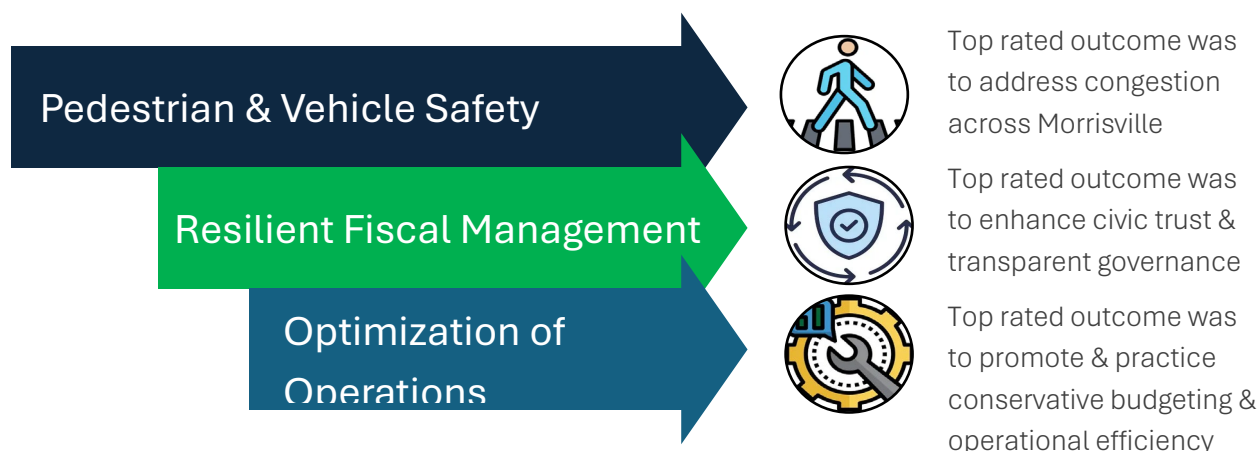 Pedestrian & Vehicle Safety
Top rated outcome was
to address congestion
across Morrisville
Resilient Fiscal Management
Top rated outcome was
to enhance civic trust &
transparent governance
Optimization of
Operations
Top rated outcome was
to promote & practice
conservative budgeting &
operational efficiency